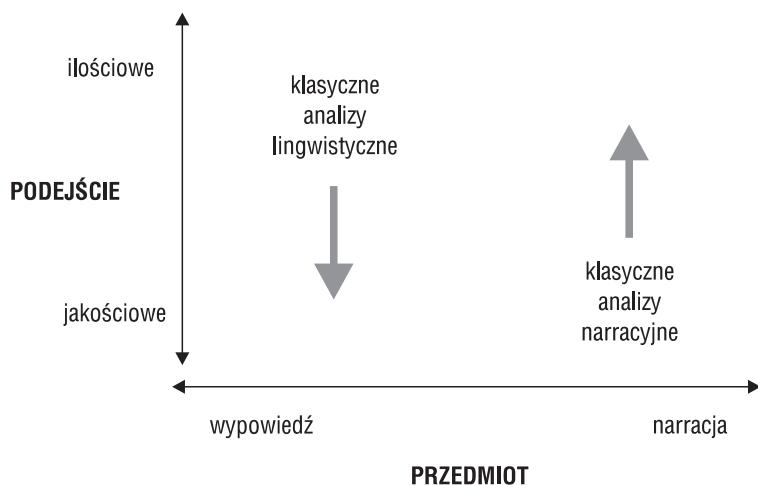 ilościowe
klasyczne
analizy
lingwistyczne
PODEJŚCIE
klasyczne
analizy
narracyjne
jakościowe
wypowiedź
narracja
PRZEDMIOT